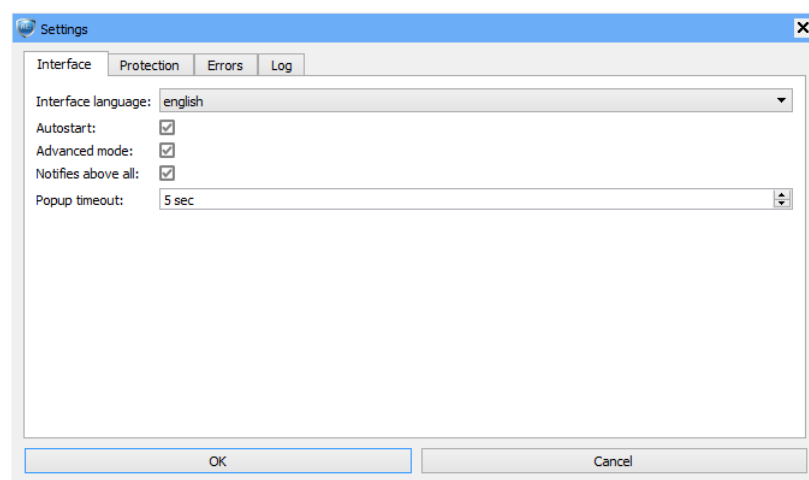 Settings
Interface Protection Errors Log
Interface language: english
Autostart:
Advanced mode:
Notifies above all:
Popup timeout: 5 sec
OK Cancel